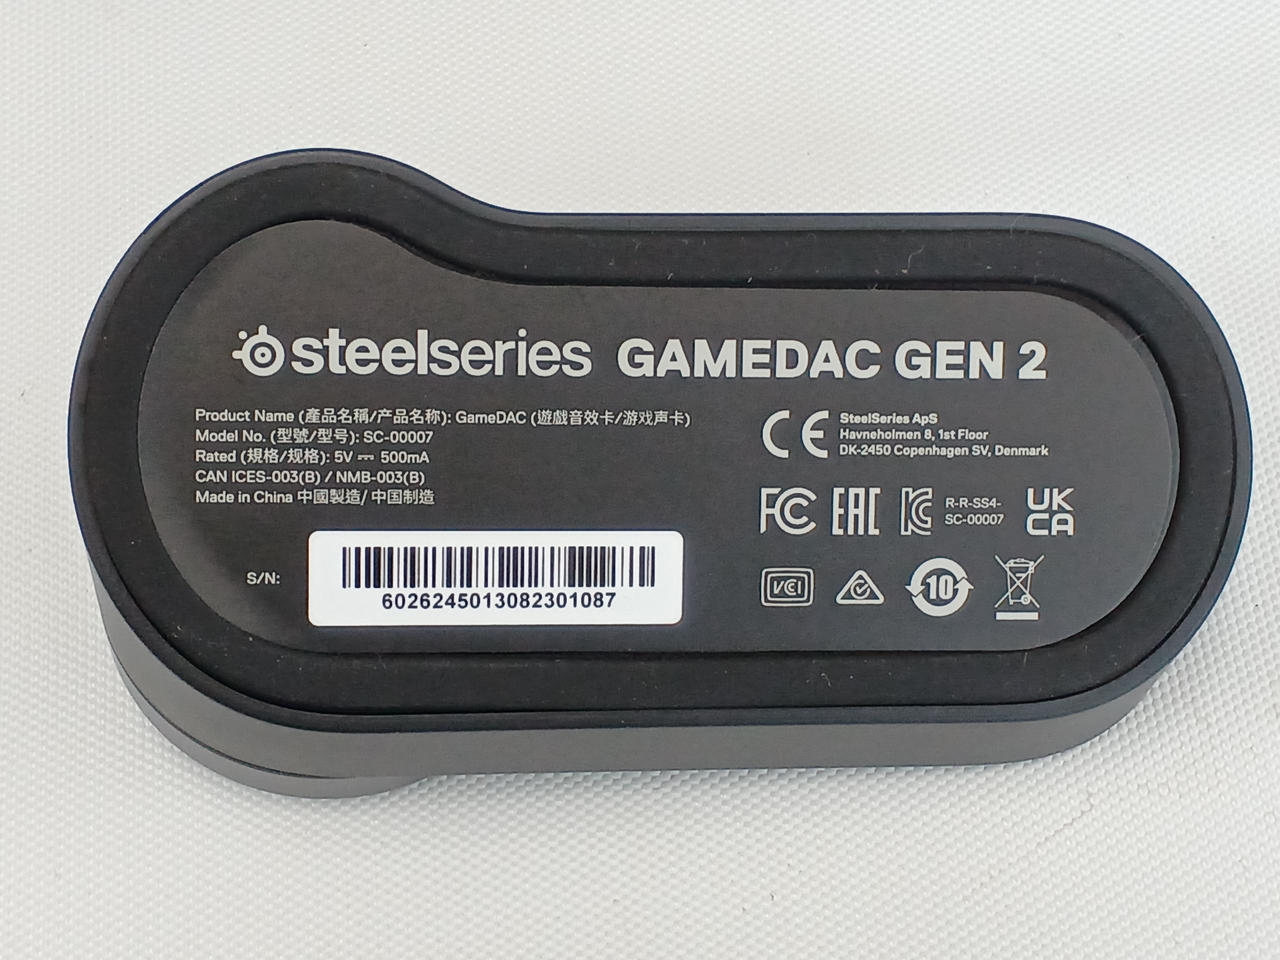 steelseries GAMEDAC GEN 2
Product Name (產品名稱/产品名称): GameDAC (遊戲音效卡/游戏声卡)
Model No. (型號/型号): SC-00007
Rated (規格/规格): 5V ⎓ 500mA
CAN ICES-003(B) / NMB-003(B)
Made in China 中國製造/ 中国制造
S/N:
6026245013082301087
CE
SteelSeries ApS
Havneholmen 8, 1st Floor
DK-2450 Copenhagen SV, Denmark
FC EAC KC
R-R-SS4-
SC-00007
UK
CA
VCI
10